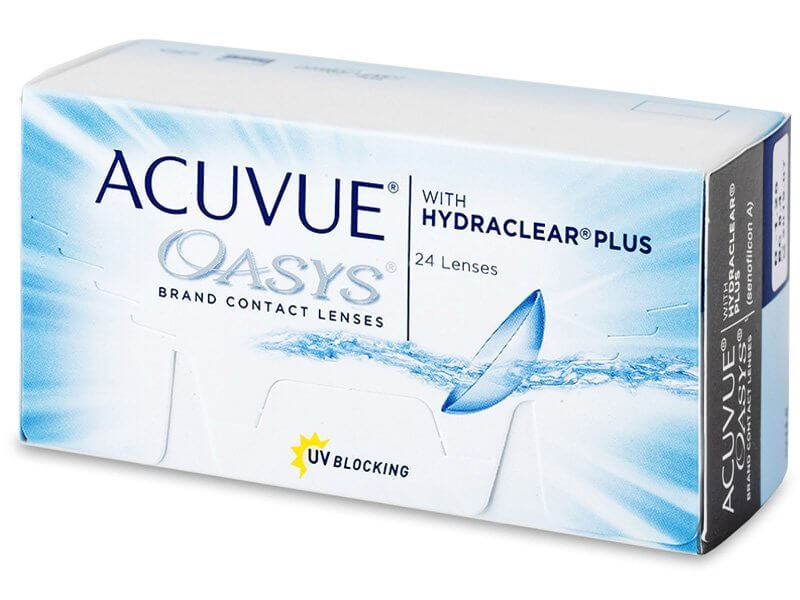 ACUVUE®
OASYS®
BRAND CONTACT LENSES
WITH
HYDRACLEAR® PLUS
24 Lenses
UV BLOCKING
ACUVUE®
OASYS®
BRAND CONTACT LENSES
WITH
HYDRACLEAR®
PLUS
(senofilcon A)